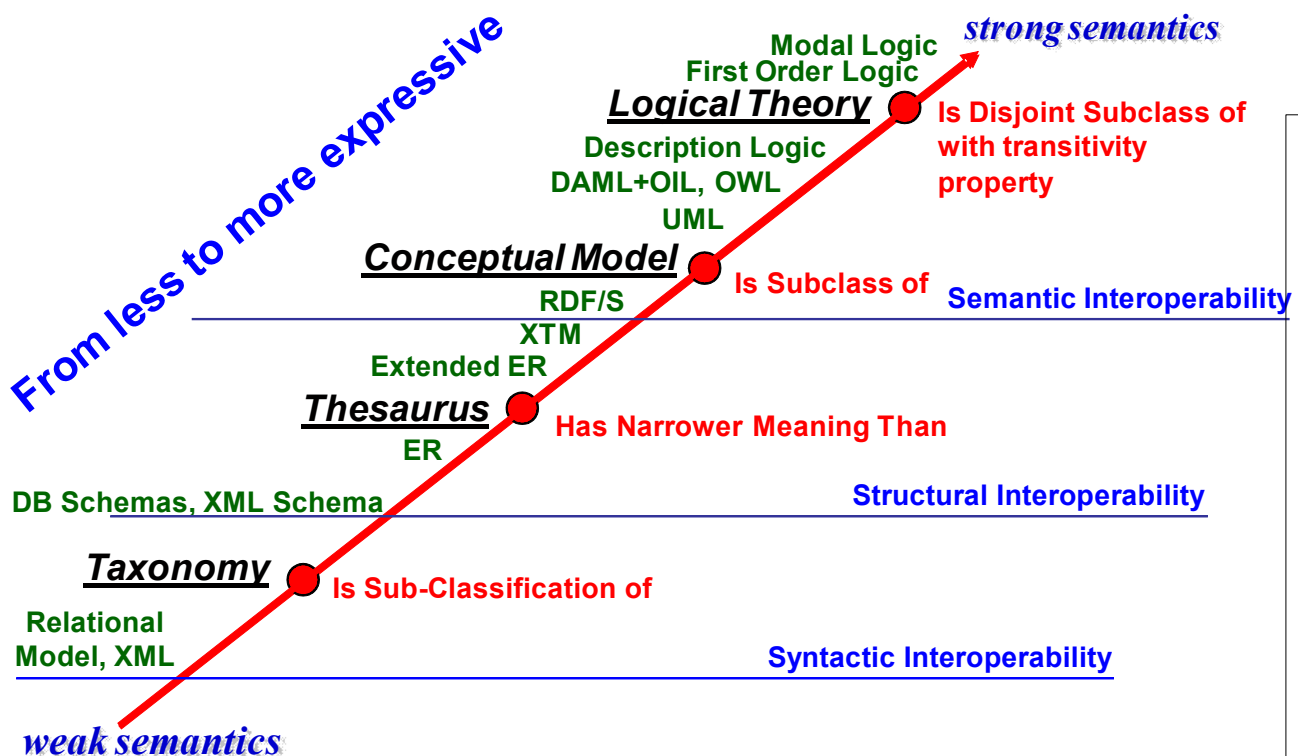 strong semantics
Modal Logic
First Order Logic
From less to more expressive
Logical Theory
Is Disjoint Subclass of
with transitivity
property
Description Logic
DAML+OIL, OWL
UML
Conceptual Model
Is Subclass of
RDF/S
Semantic Interoperability
XTM
Extended ER
Thesaurus
Has Narrower Meaning Than
ER
DB Schemas, XML Schema
Structural Interoperability
Taxonomy
Is Sub-Classification of
Relational
Model, XML
Syntactic Interoperability
weak semantics